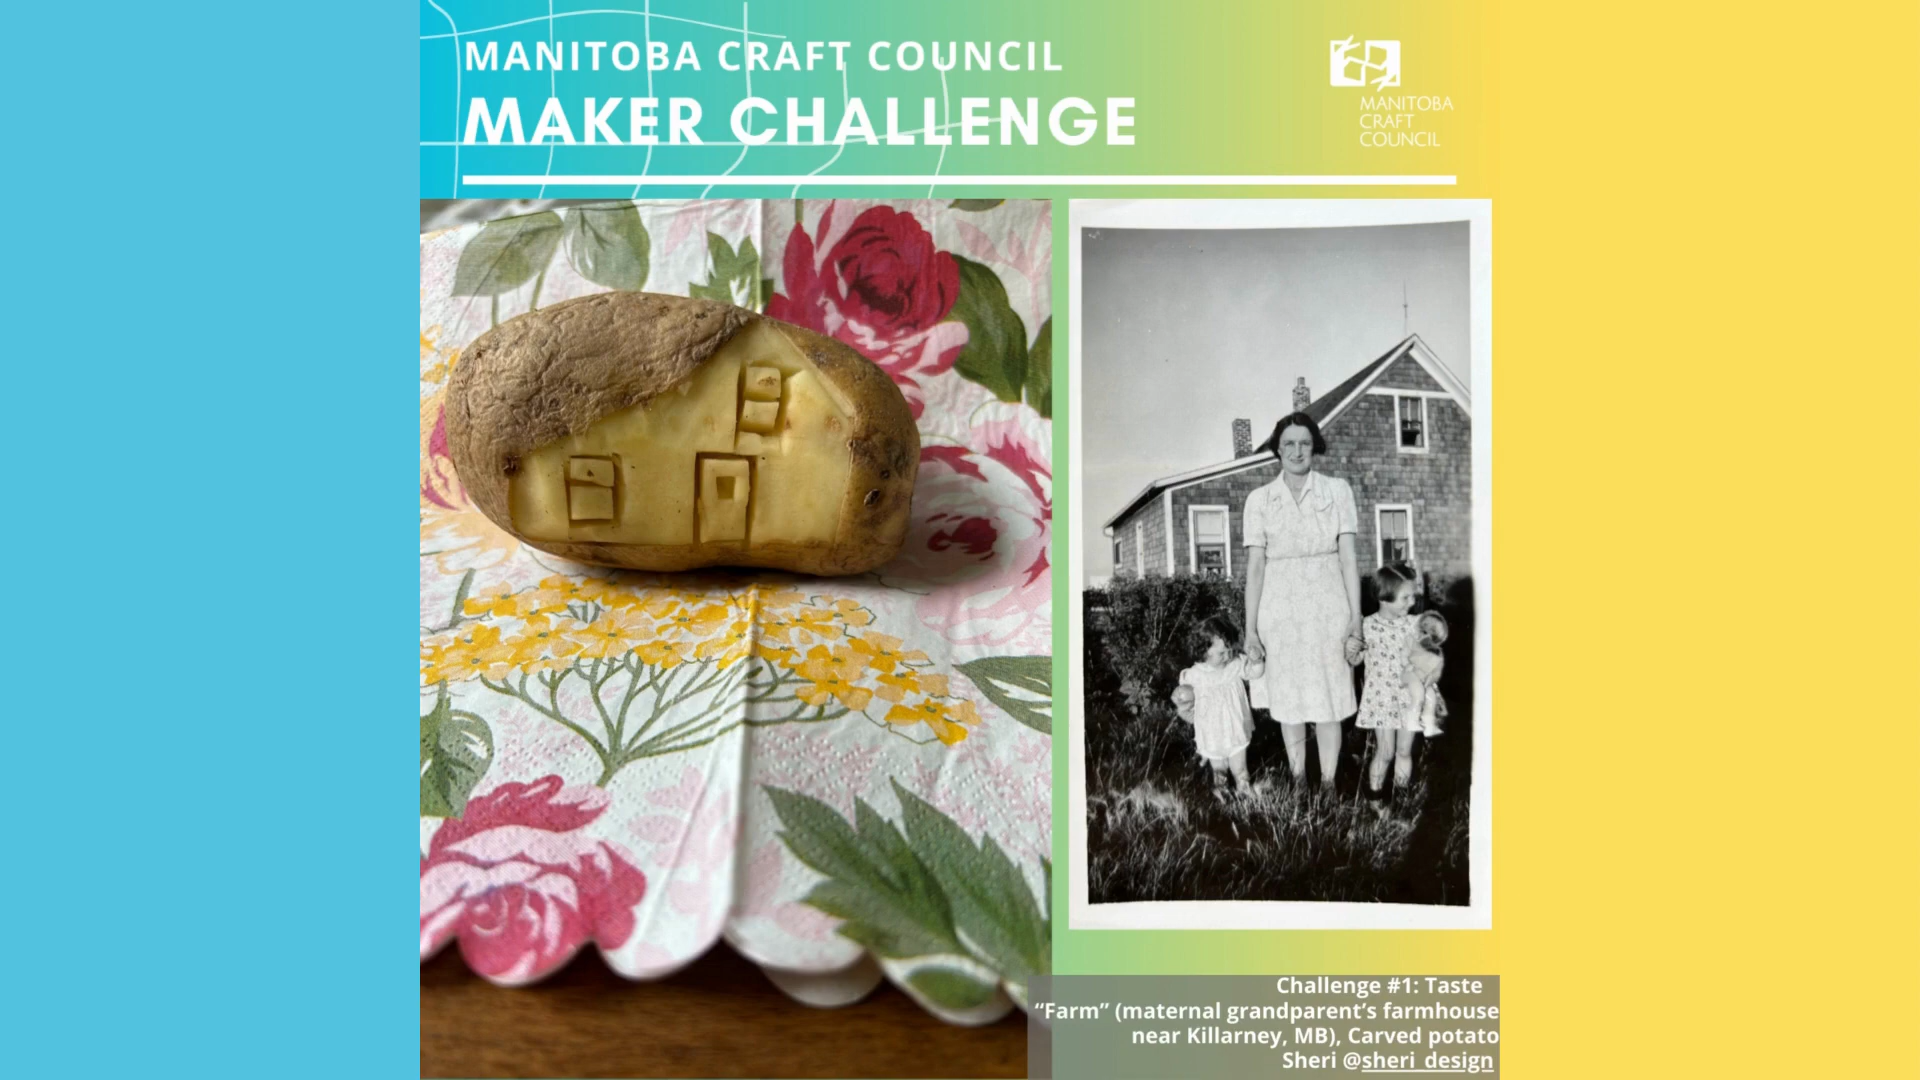 MANITOBA CRAFT COUNCIL
MAKER CHALLENGE
MANITOBA
CRAFT
COUNCIL
Challenge #1: Taste
“Farm” (maternal grandparent’s farmhouse
near Killarney, MB), Carved potato
Sheri @sheri_design